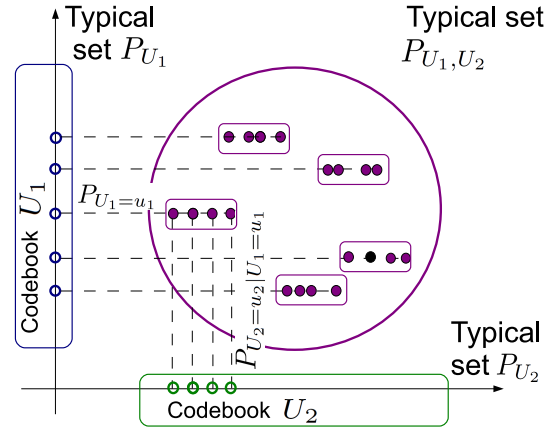 Typical
set P_{U_1}
Typical set
P_{U_1,U_2}
Codebook U_1
P_{U_1=u_1}
P_{U_2=u_2|U_1=u_1}
Typical
set P_{U_2}
Codebook U_2